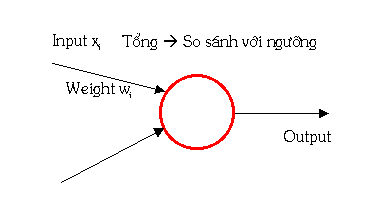 Input xᵢ Tổng → So sánh với ngưỡng
Weight wᵢ
Output